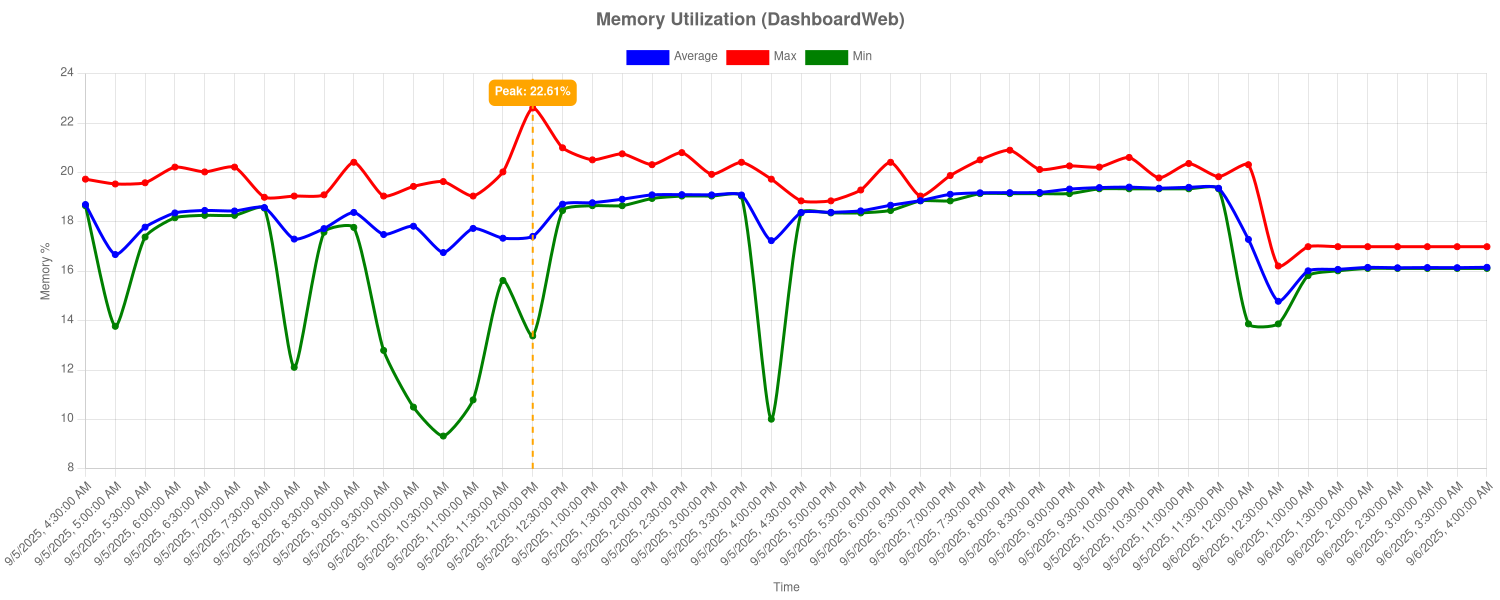 Memory Utilization (DashboardWeb)
Average Max Min
Peak: 22.61%
24
22
20
18
16
14
12
10
8
Memory %
9/5/2025, 4:30:00 AM
9/5/2025, 5:00:00 AM
9/5/2025, 5:30:00 AM
9/5/2025, 6:00:00 AM
9/5/2025, 6:30:00 AM
9/5/2025, 7:00:00 AM
9/5/2025, 7:30:00 AM
9/5/2025, 8:00:00 AM
9/5/2025, 8:30:00 AM
9/5/2025, 9:00:00 AM
9/5/2025, 9:30:00 AM
9/5/2025, 10:00:00 AM
9/5/2025, 10:30:00 AM
9/5/2025, 11:00:00 AM
9/5/2025, 11:30:00 AM
9/5/2025, 12:00:00 PM
9/5/2025, 12:30:00 PM
9/5/2025, 1:00:00 PM
9/5/2025, 1:30:00 PM
9/5/2025, 2:00:00 PM
9/5/2025, 2:30:00 PM
9/5/2025, 3:00:00 PM
9/5/2025, 3:30:00 PM
9/5/2025, 4:00:00 PM
9/5/2025, 4:30:00 PM
9/5/2025, 5:00:00 PM
9/5/2025, 5:30:00 PM
9/5/2025, 6:00:00 PM
9/5/2025, 6:30:00 PM
9/5/2025, 7:00:00 PM
9/5/2025, 7:30:00 PM
9/5/2025, 8:00:00 PM
9/5/2025, 8:30:00 PM
9/5/2025, 9:00:00 PM
9/5/2025, 9:30:00 PM
9/5/2025, 10:00:00 PM
9/5/2025, 10:30:00 PM
9/5/2025, 11:00:00 PM
9/5/2025, 11:30:00 PM
9/6/2025, 12:00:00 AM
9/6/2025, 12:30:00 AM
9/6/2025, 1:00:00 AM
9/6/2025, 1:30:00 AM
9/6/2025, 2:00:00 AM
9/6/2025, 2:30:00 AM
9/6/2025, 3:00:00 AM
9/6/2025, 3:30:00 AM
9/6/2025, 4:00:00 AM
Time